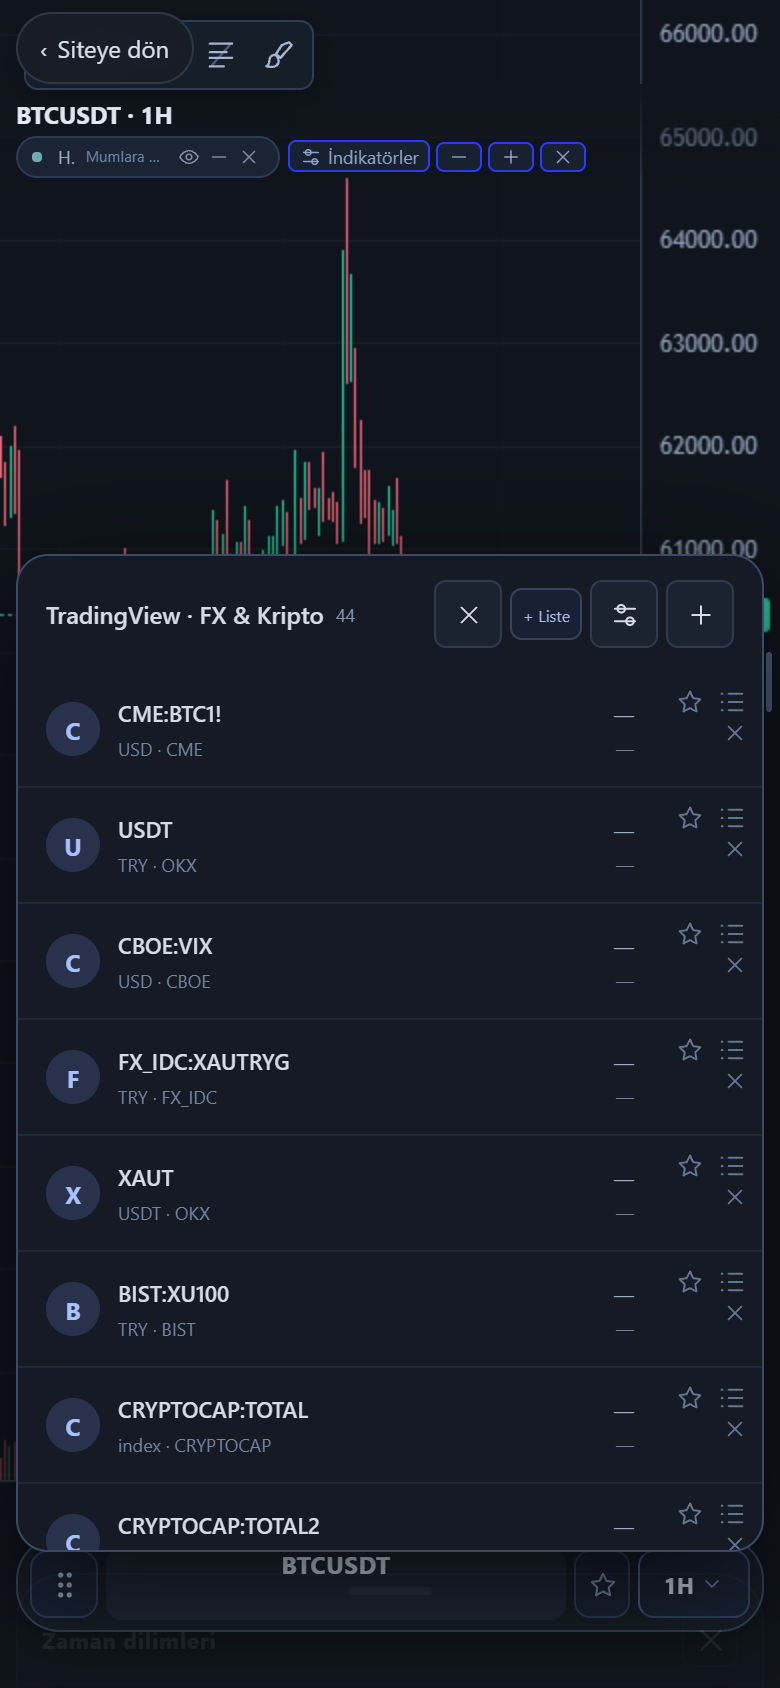 ‹ Siteye dön
66000.00
BTCUSDT · 1H
65000.00
H. Mumlara ... İndikatörler
64000.00
63000.00
62000.00
61000.00
TradingView · FX & Kripto 44 + Liste
C CME:BTC1! —
USD · CME —
U USDT —
TRY · OKX —
C CBOE:VIX —
USD · CBOE —
F FX_IDC:XAUTRYG —
TRY · FX_IDC —
X XAUT —
USDT · OKX —
B BIST:XU100 —
TRY · BIST —
C CRYPTOCAP:TOTAL —
index · CRYPTOCAP —
C CRYPTOCAP:TOTAL2 —
BTCUSDT
1H
Zaman dilimleri